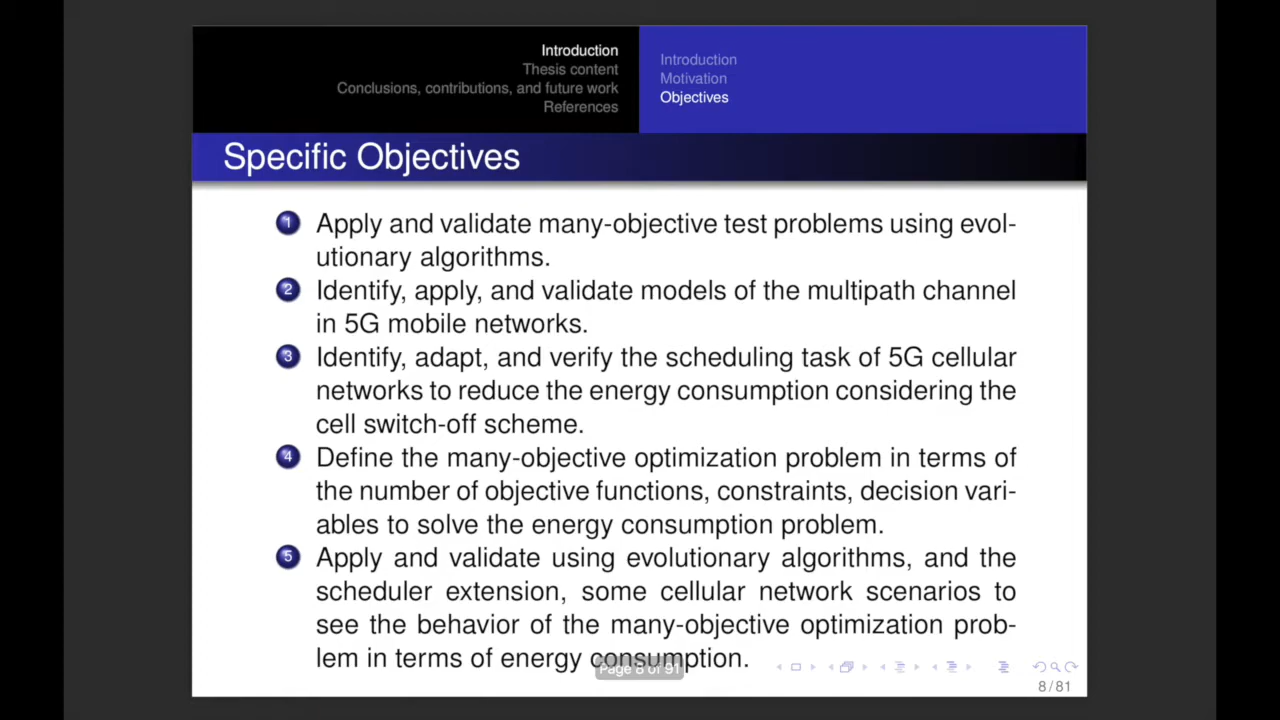 Introduction
Thesis content
Conclusions, contributions, and future work
References
Introduction
Motivation
Objectives
Specific Objectives
1 Apply and validate many-objective test problems using evol-
utionary algorithms.
2 Identify, apply, and validate models of the multipath channel
in 5G mobile networks.
3 Identify, adapt, and verify the scheduling task of 5G cellular
networks to reduce the energy consumption considering the
cell switch-off scheme.
4 Define the many-objective optimization problem in terms of
the number of objective functions, constraints, decision vari-
ables to solve the energy consumption problem.
5 Apply and validate using evolutionary algorithms, and the
scheduler extension, some cellular network scenarios to
see the behavior of the many-objective optimization prob-
lem in terms of energy consumption.
Page 8 of 91
8 / 81